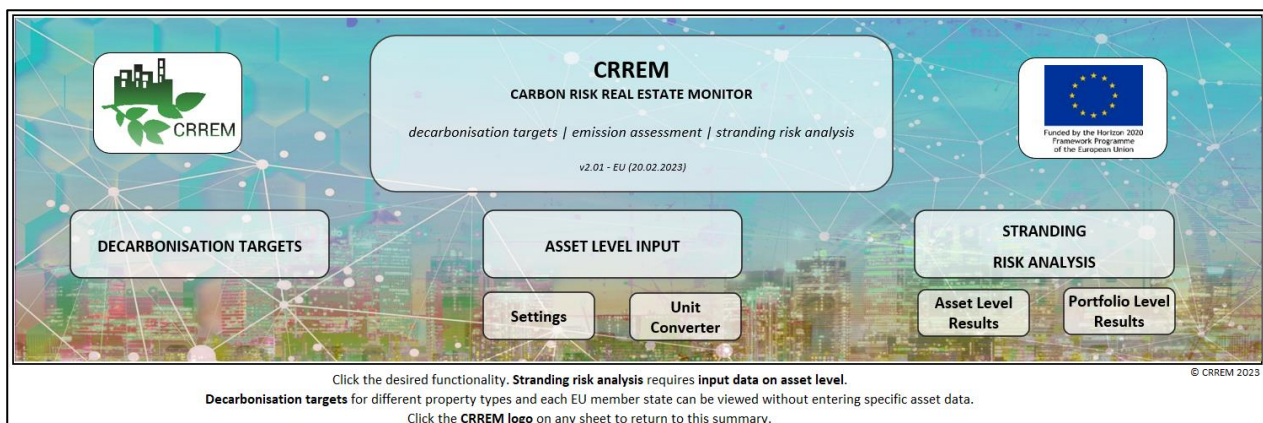 CRREM
CRREM
CARBON RISK REAL ESTATE MONITOR
decarbonisation targets | emission assessment | stranding risk analysis
v2.01 - EU (20.02.2023)
Funded by the Horizon 2020
Framework Programme
of the European Union
DECARBONISATION TARGETS
ASSET LEVEL INPUT
STRANDING
RISK ANALYSIS
Settings
Unit
Converter
Asset Level
Results
Portfolio Level
Results
© CRREM 2023
Click the desired functionality. Stranding risk analysis requires input data on asset level.
Decarbonisation targets for different property types and each EU member state can be viewed without entering specific asset data.
Click the CRREM logo on any sheet to return to this summary.